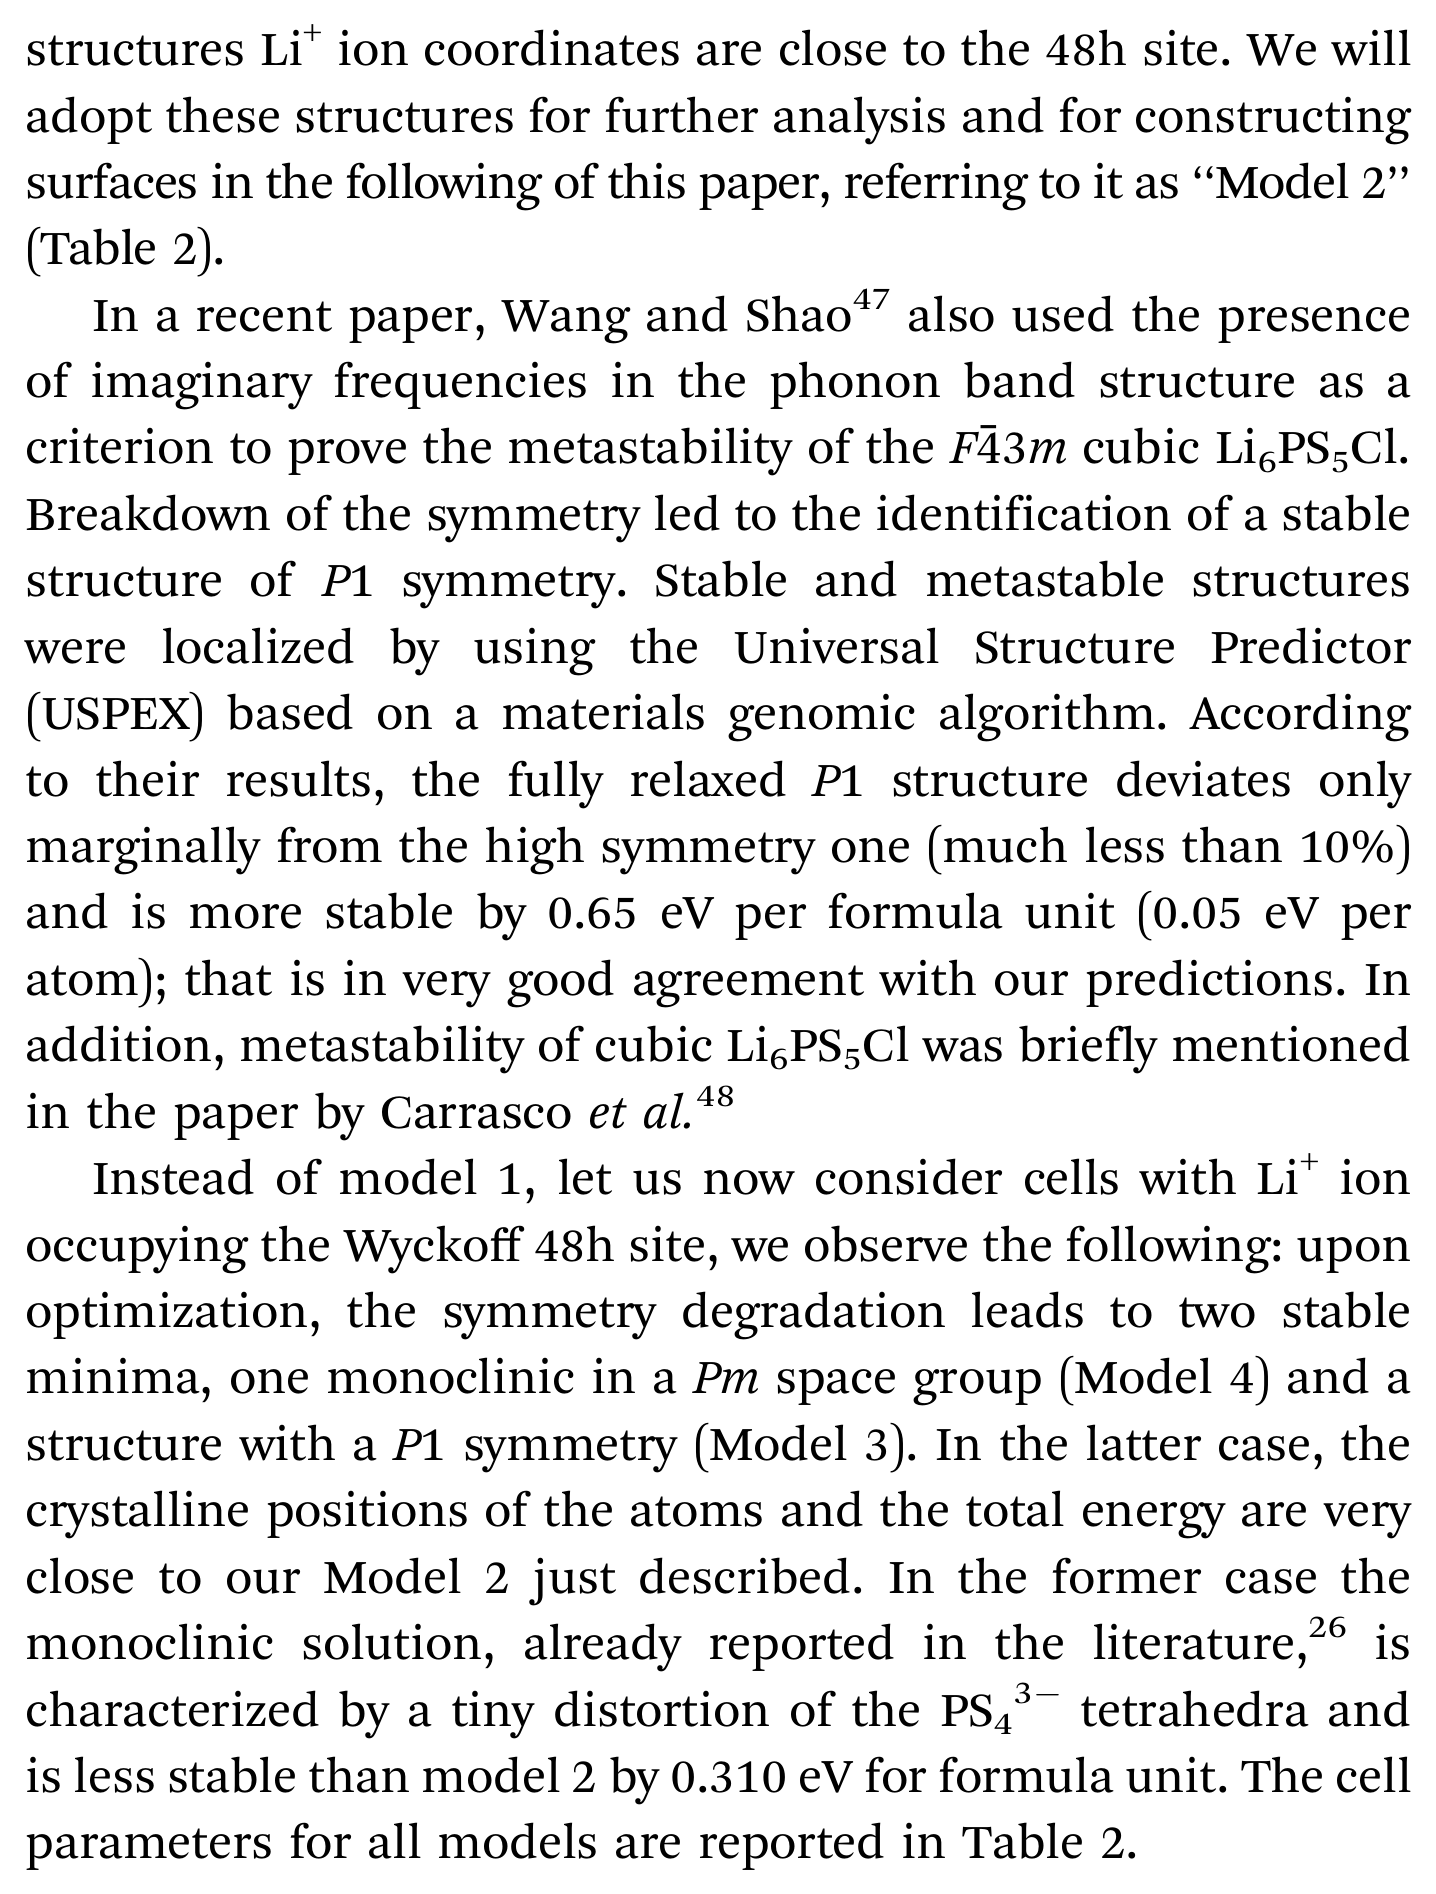 structures Li⁺ ion coordinates are close to the 48h site. We will
adopt these structures for further analysis and for constructing
surfaces in the following of this paper, referring to it as ‘‘Model 2’’
(Table 2).
In a recent paper, Wang and Shao⁴⁷ also used the presence
of imaginary frequencies in the phonon band structure as a
criterion to prove the metastability of the F4̄3m cubic Li₆PS₅Cl.
Breakdown of the symmetry led to the identification of a stable
structure of P1 symmetry. Stable and metastable structures
were localized by using the Universal Structure Predictor
(USPEX) based on a materials genomic algorithm. According
to their results, the fully relaxed P1 structure deviates only
marginally from the high symmetry one (much less than 10%)
and is more stable by 0.65 eV per formula unit (0.05 eV per
atom); that is in very good agreement with our predictions. In
addition, metastability of cubic Li₆PS₅Cl was briefly mentioned
in the paper by Carrasco et al.⁴⁸
Instead of model 1, let us now consider cells with Li⁺ ion
occupying the Wyckoff 48h site, we observe the following: upon
optimization, the symmetry degradation leads to two stable
minima, one monoclinic in a Pm space group (Model 4) and a
structure with a P1 symmetry (Model 3). In the latter case, the
crystalline positions of the atoms and the total energy are very
close to our Model 2 just described. In the former case the
monoclinic solution, already reported in the literature,²⁶ is
characterized by a tiny distortion of the PS₄³⁻ tetrahedra and
is less stable than model 2 by 0.310 eV for formula unit. The cell
parameters for all models are reported in Table 2.